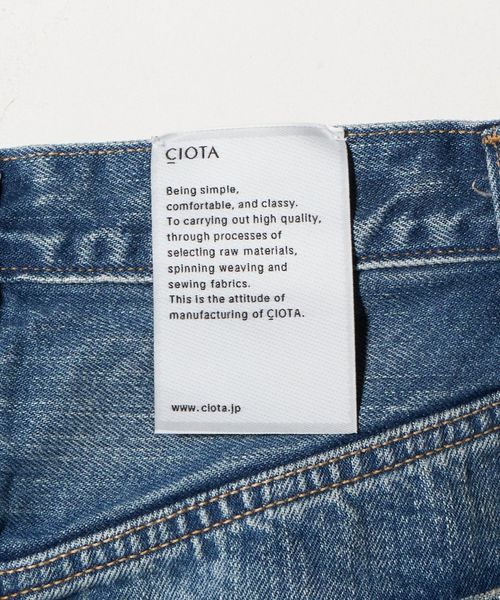 ÇIOTA
Being simple,
comfortable, and classy.
To carrying out high quality,
through processes of
selecting raw materials,
spinning weaving and
sewing fabrics.
This is the attitude of
manufacturing of ÇIOTA.
www.ciota.jp